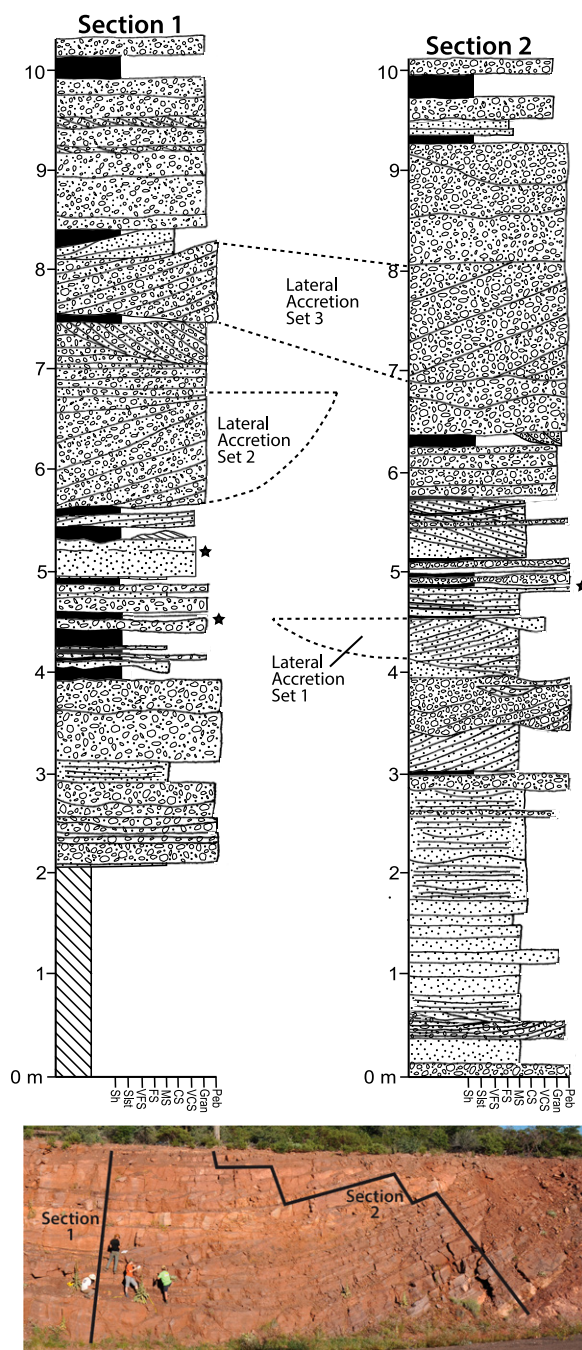 Section 1
10
9
8
7
6
5
4
3
2
1
0 m
Sh
Slst
VFS
FS
MS
CS
VCS
Gran
Peb
Lateral
Accretion
Set 3
Lateral
Accretion
Set 2
Lateral
Accretion
Set 1
Section 2
10
9
8
7
6
5
4
3
2
1
0 m
Sh
Slst
VFS
FS
MS
CS
VCS
Gran
Peb
Section
1
Section
2